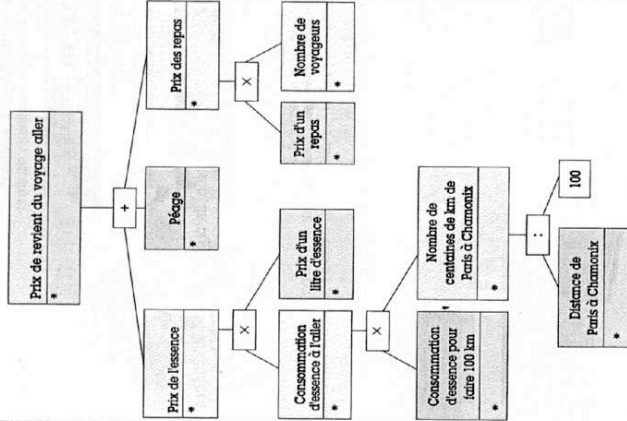 Prix de revient du voyage aller
*
+
Prix de l'essence
*
Péage
*
Prix des repas
*
X
X
Consommation
d'essence à l'aller
*
Prix d'un
litre d'essence
*
Prix d'un
repas
*
Nombre de
voyageurs
*
X
Consommation
d'essence pour
faire 100 km
*
Nombre de
centaines de km de
Paris à Chamonix
*
:
Distance de
Paris à Chamonix
*
100